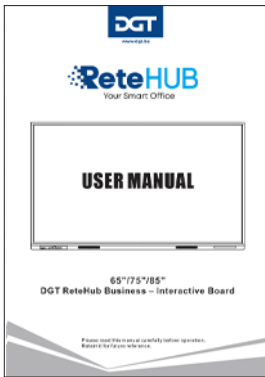 DGT
www.dgt.be
ReteHUB
Your Smart Office
USER MANUAL
65"/75"/85"
DGT ReteHub Business – Interactive Board
Please read this manual carefully before operation.
Retain it for future reference.